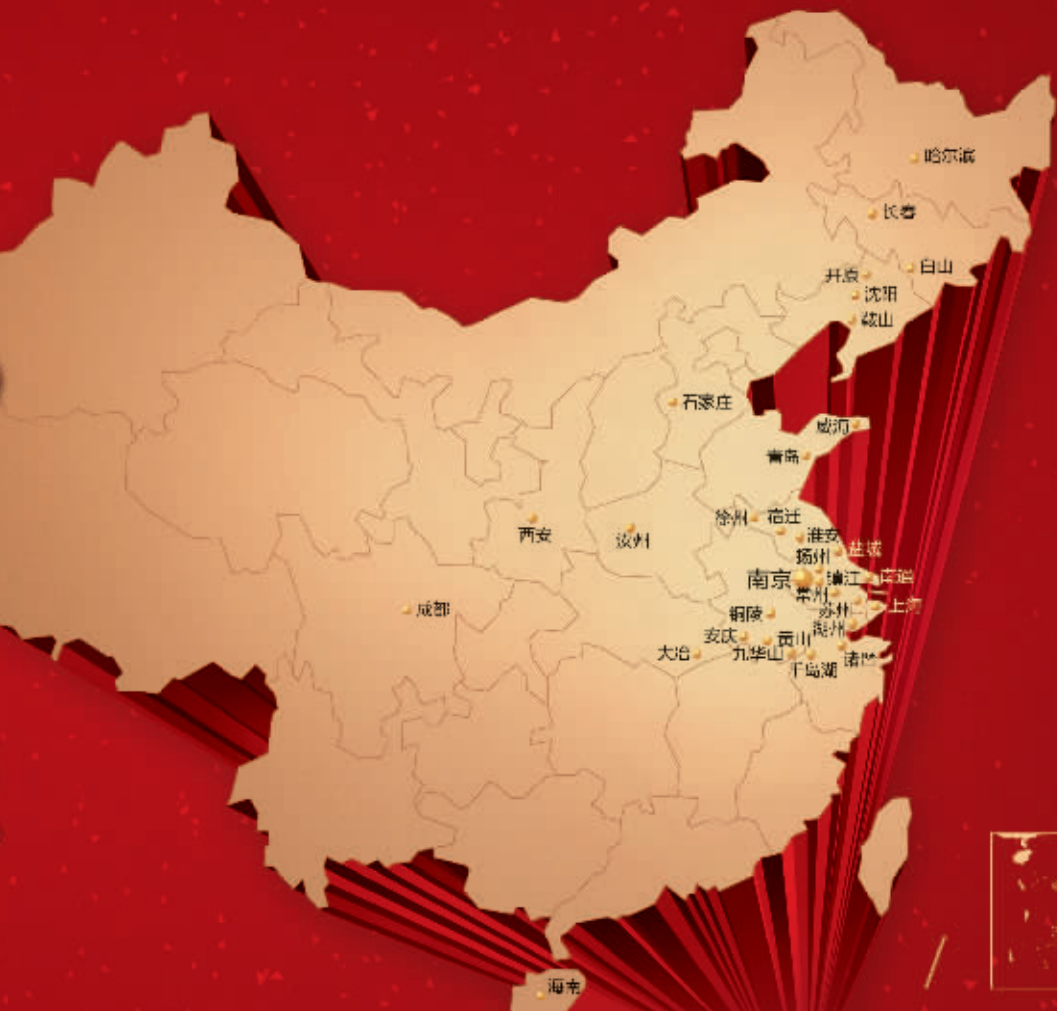 哈尔滨
长春
白山
开原
沈阳
鞍山
石家庄
威海
青岛
徐州
宿迁
西安
汝州
淮安
盐城
扬州
南京
镇江
南通
常州
成都
铜陵
苏州
上海
湖州
安庆
黄山
大冶
九华山
诸暨
千岛湖
海南